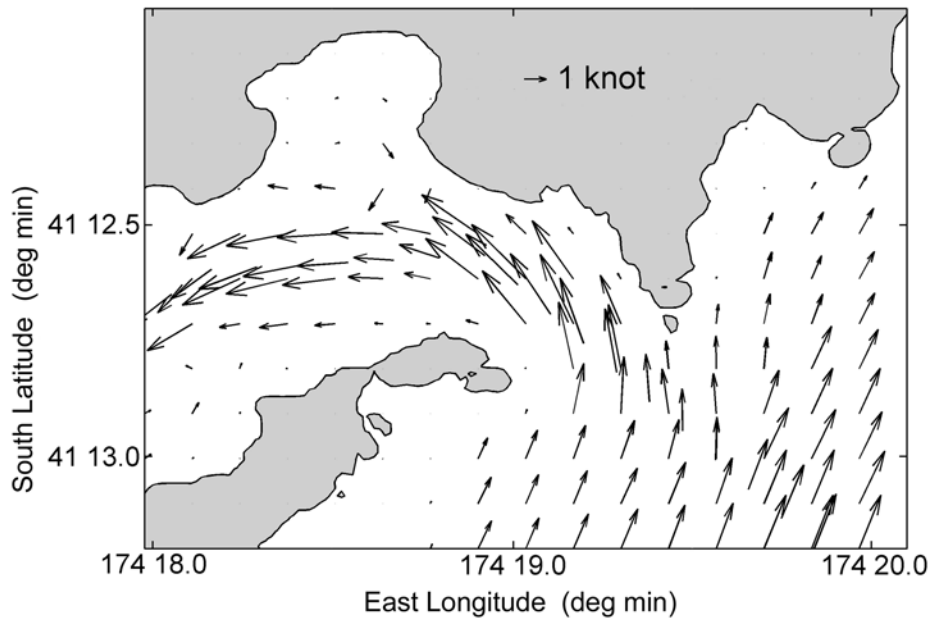 1 knot
41 12.5
41 13.0
South Latitude (deg min)
174 18.0
174 19.0
174 20.0
East Longitude (deg min)